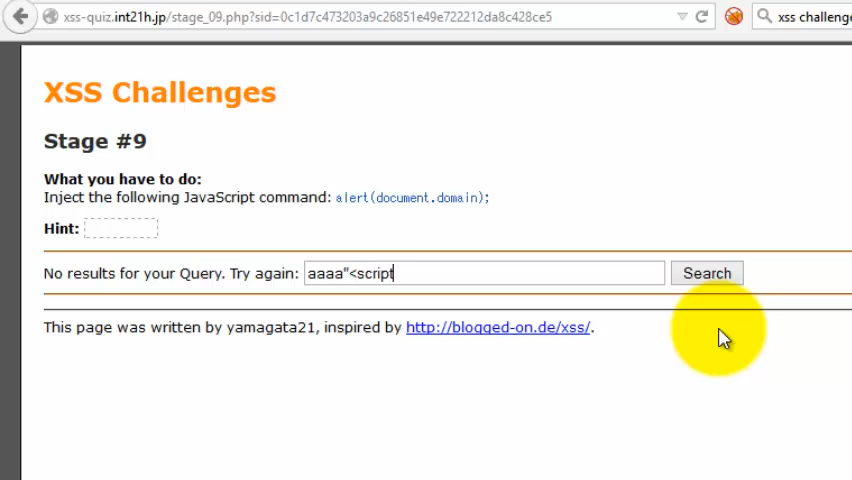 xss-quiz.int21h.jp/stage_09.php?sid=0c1d7c473203a9c26851e49e722212da8c428ce5
xss challenge
XSS Challenges
Stage #9
What you have to do:
Inject the following JavaScript command: alert(document.domain);
Hint:
No results for your Query. Try again: aaaa"<script Search
This page was written by yamagata21, inspired by http://blogged-on.de/xss/.